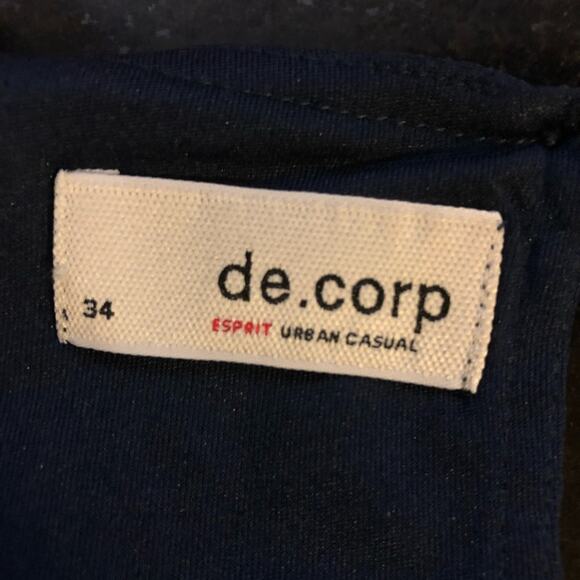 de.corp
34
ESPRIT URBAN CASUAL